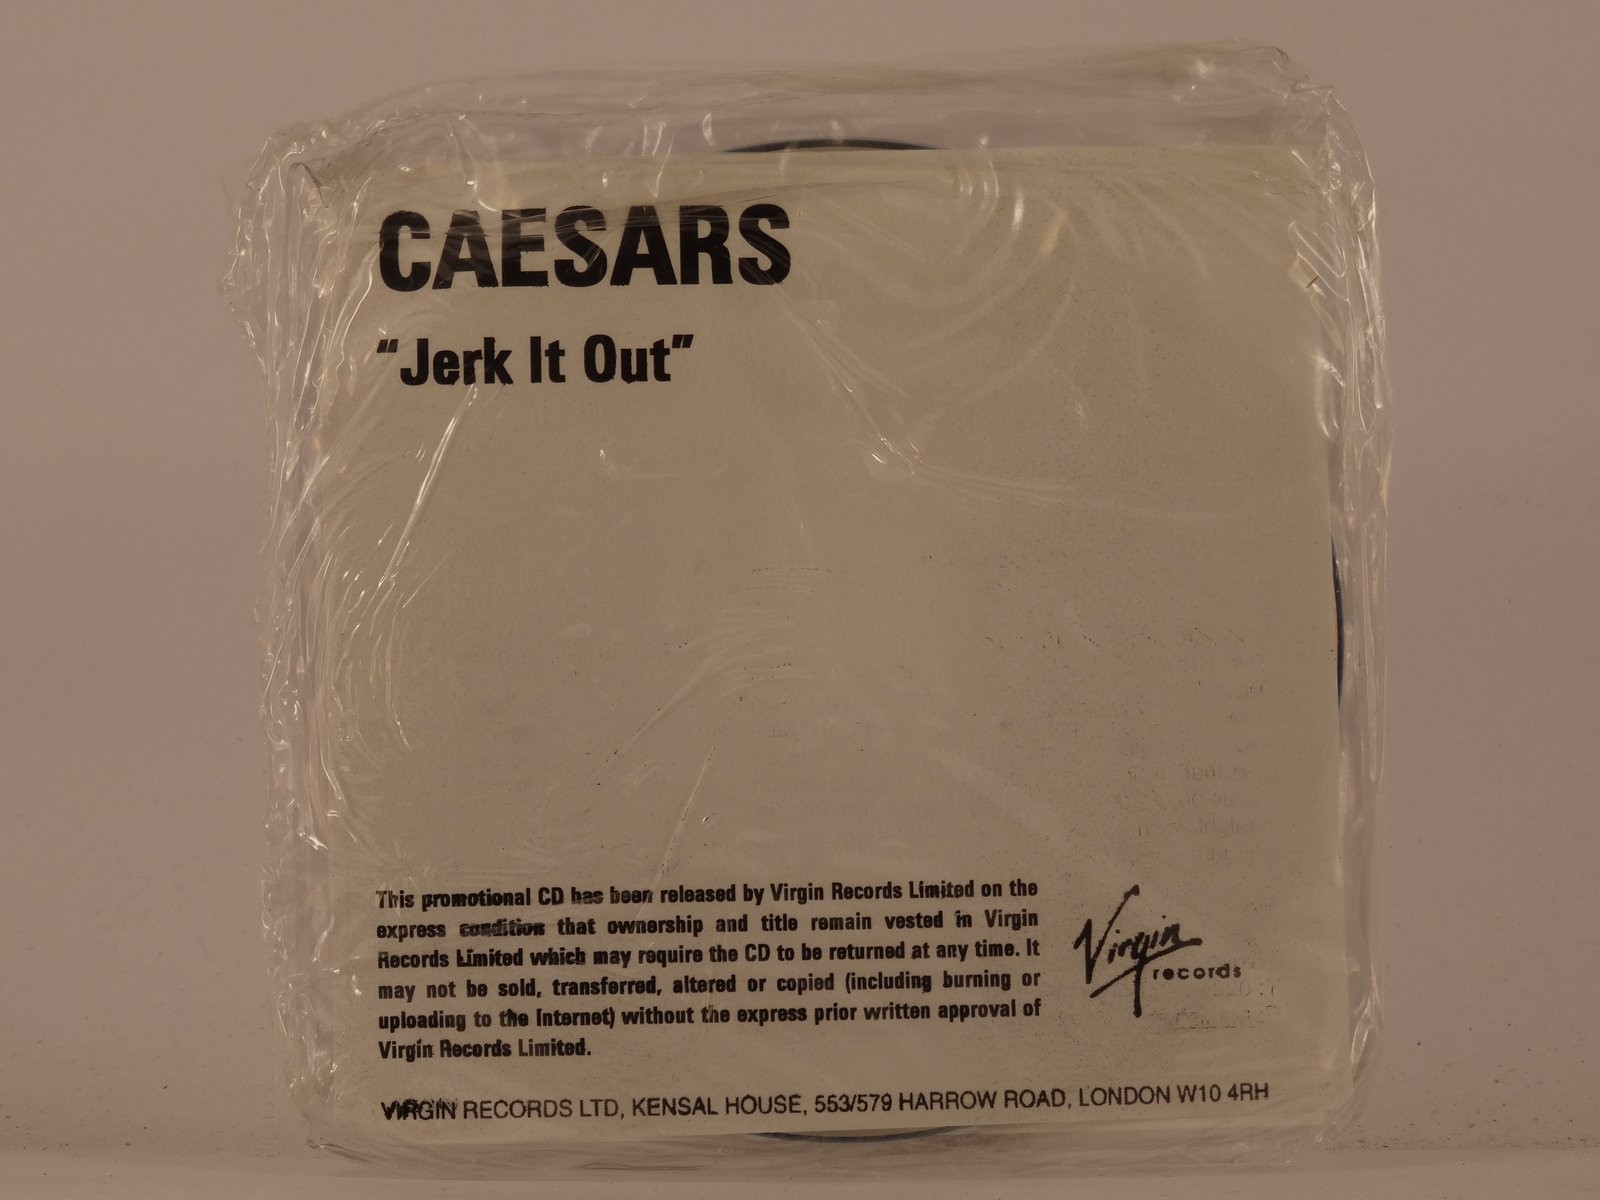 CAESARS
"Jerk It Out"
This promotional CD has been released by Virgin Records Limited on the
express condition that ownership and title remain vested in Virgin
Records Limited which may require the CD to be returned at any time. It
may not be sold, transferred, altered or copied (including burning or
uploading to the Internet) without the express prior written approval of
Virgin Records Limited.
Virgin
records
VIRGIN RECORDS LTD, KENSAL HOUSE, 553/579 HARROW ROAD, LONDON W10 4RH